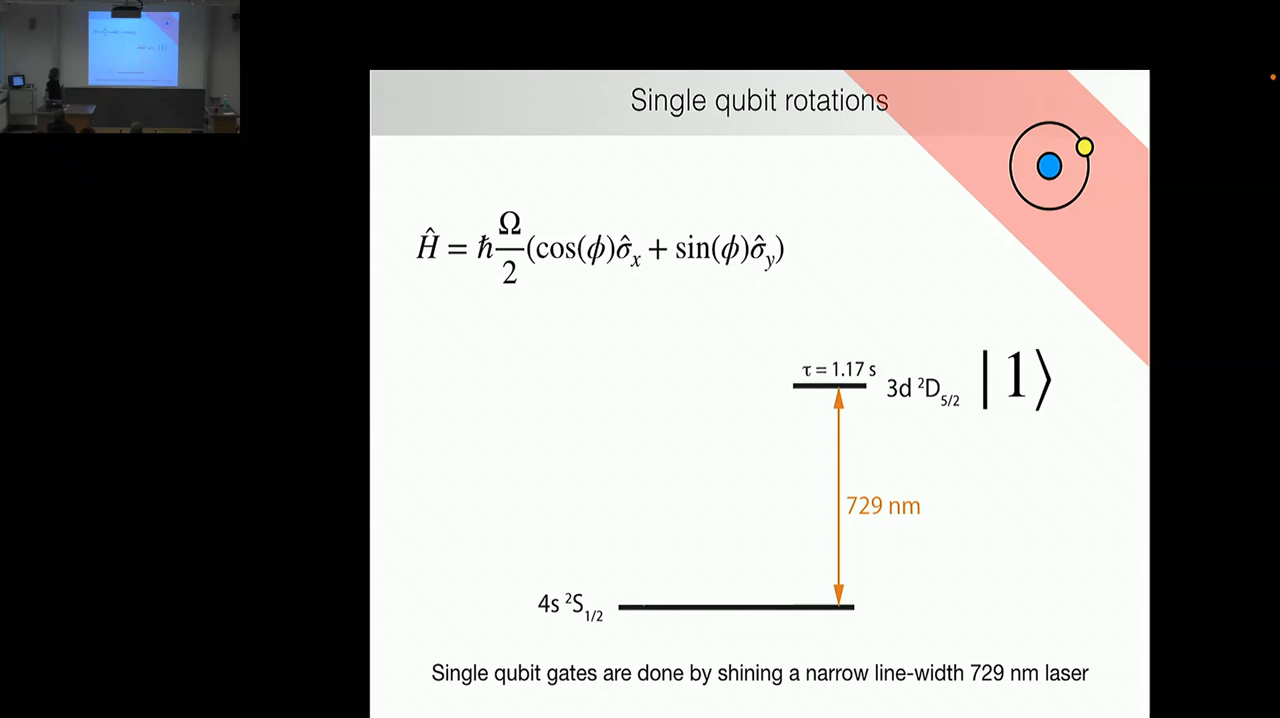 Single qubit rotations
Ĥ = ħ Ω/2 (cos(ϕ)σ̂ₓ + sin(ϕ)σ̂ᵧ)
τ = 1.17 s
3d ²D₅/₂ |1⟩
729 nm
4s ²S₁/₂
Single qubit gates are done by shining a narrow line-width 729 nm laser